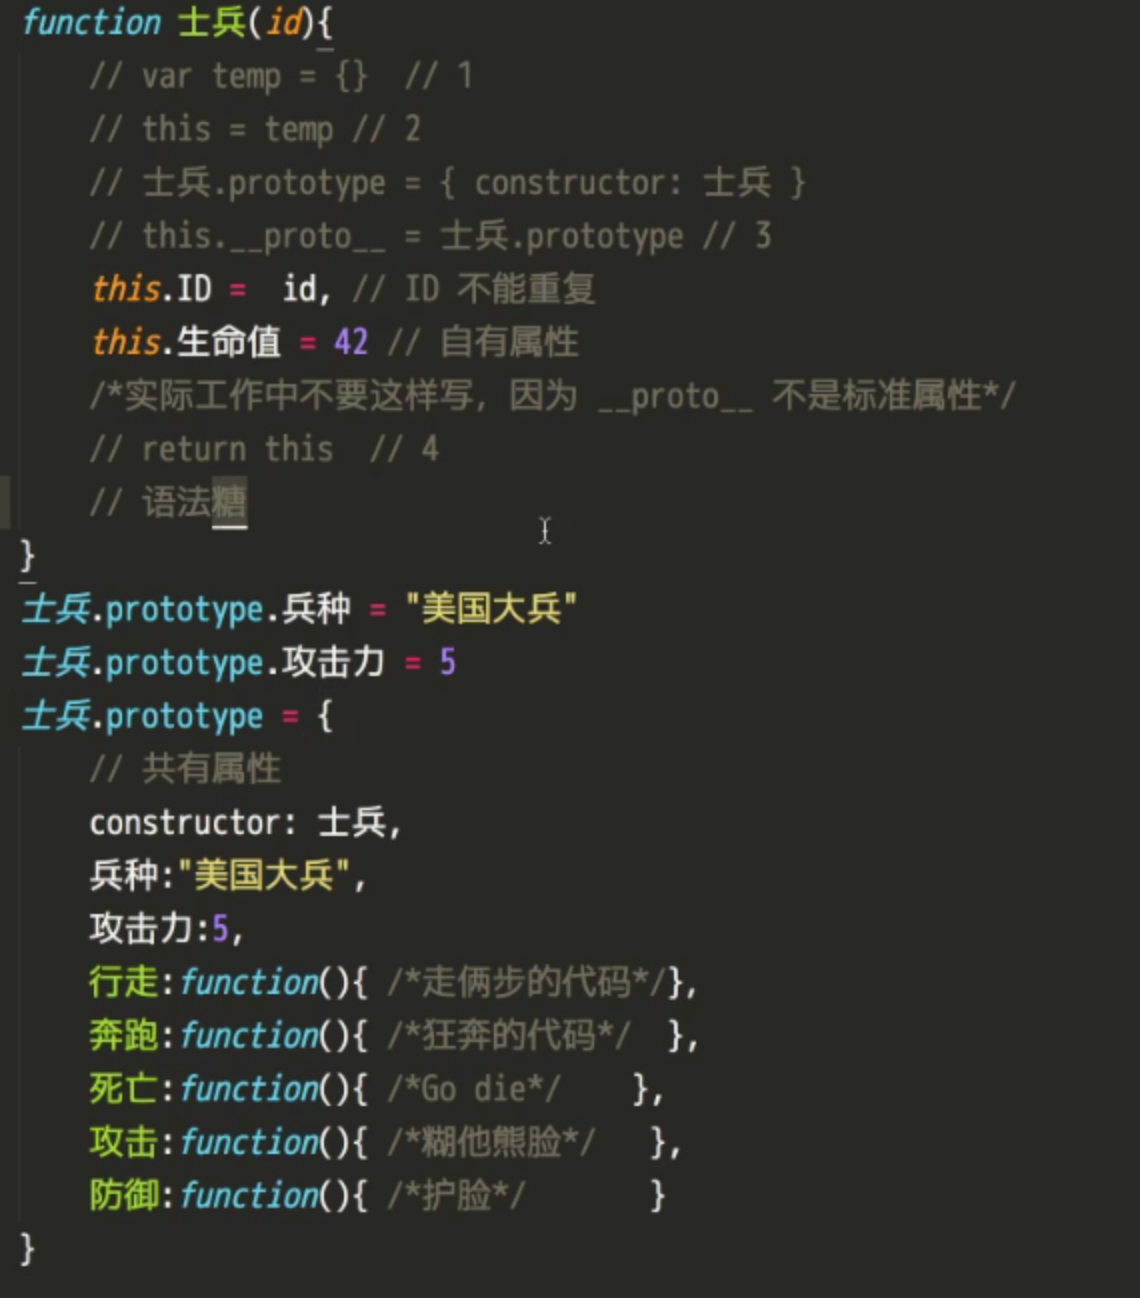 function 士兵(id){
// var temp = {}  // 1
// this = temp // 2
// 士兵.prototype = { constructor: 士兵 }
// this.__proto__ = 士兵.prototype // 3
this.ID =  id, // ID 不能重复
this.生命值 = 42 // 自有属性
/*实际工作中不要这样写, 因为 __proto__ 不是标准属性*/
// return this  // 4
// 语法糖
}
士兵.prototype.兵种 = "美国大兵"
士兵.prototype.攻击力 = 5
士兵.prototype = {
// 共有属性
constructor: 士兵,
兵种:"美国大兵",
攻击力:5,
行走:function(){ /*走俩步的代码*/},
奔跑:function(){ /*狂奔的代码*/  },
死亡:function(){ /*Go die*/    },
攻击:function(){ /*糊他熊脸*/   },
防御:function(){ /*护脸*/       }
}